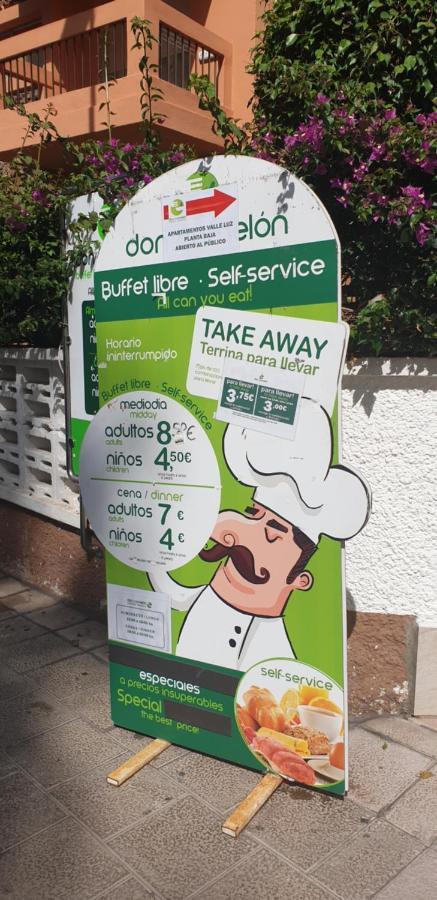 APARTAMENTOS VALLE LUZ
PLANTA BAJA
ABIERTO AL PÚBLICO
Buffet libre · Self-service
All can you eat!
TAKE AWAY
Terrina para llevar
para llevar!
3,75€
para llevar!
3,00€
Horario
ininterrumpido
Buffet libre · Self-service
mediodia
midday
adultos 8,50€
adults
niños 4,50€
children
cena / dinner
adultos 7 €
adults
niños 4 €
children
especiales
a precios insuperables
Special
the best price!
self-service